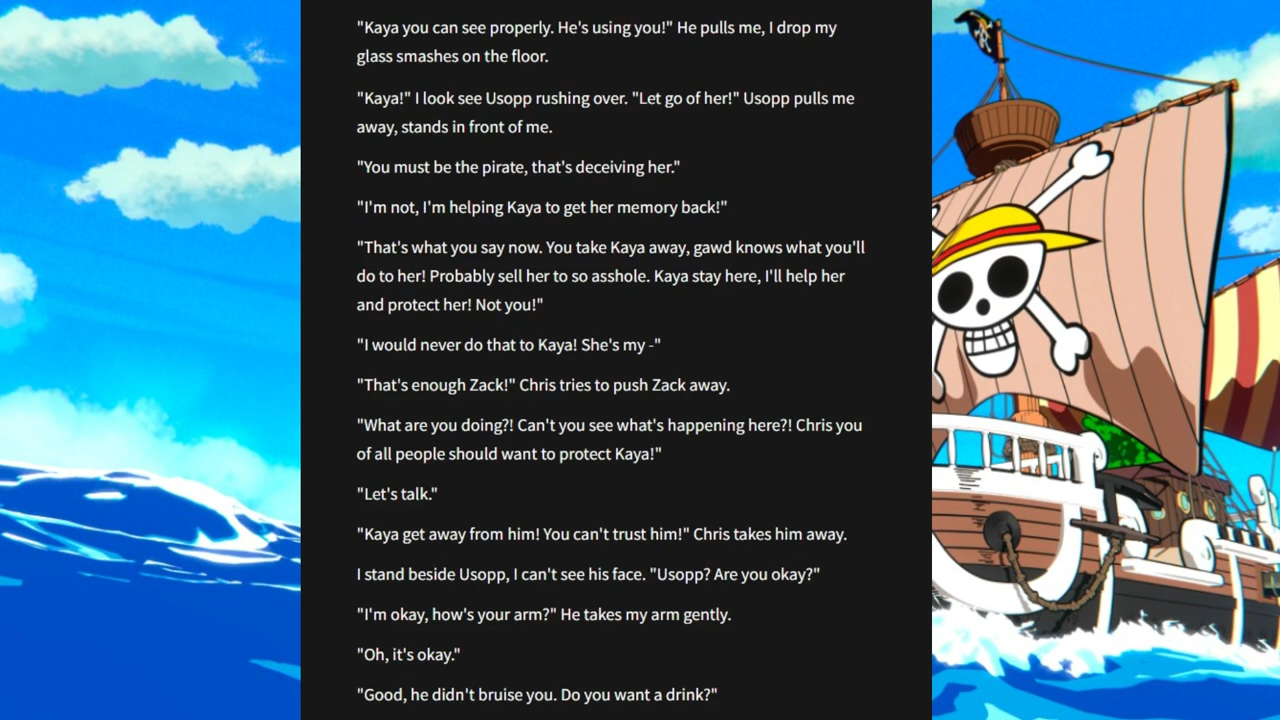 "Kaya you can see properly. He's using you!" He pulls me, I drop my
glass smashes on the floor.
"Kaya!" I look see Usopp rushing over. "Let go of her!" Usopp pulls me
away, stands in front of me.
"You must be the pirate, that's deceiving her."
"I'm not, I'm helping Kaya to get her memory back!"
"That's what you say now. You take Kaya away, gawd knows what you'll
do to her! Probably sell her to so asshole. Kaya stay here, I'll help her
and protect her! Not you!"
"I would never do that to Kaya! She's my -"
"That's enough Zack!" Chris tries to push Zack away.
"What are you doing?! Can't you see what's happening here?! Chris you
of all people should want to protect Kaya!"
"Let's talk."
"Kaya get away from him! You can't trust him!" Chris takes him away.
I stand beside Usopp, I can't see his face. "Usopp? Are you okay?"
"I'm okay, how's your arm?" He takes my arm gently.
"Oh, it's okay."
"Good, he didn't bruise you. Do you want a drink?"